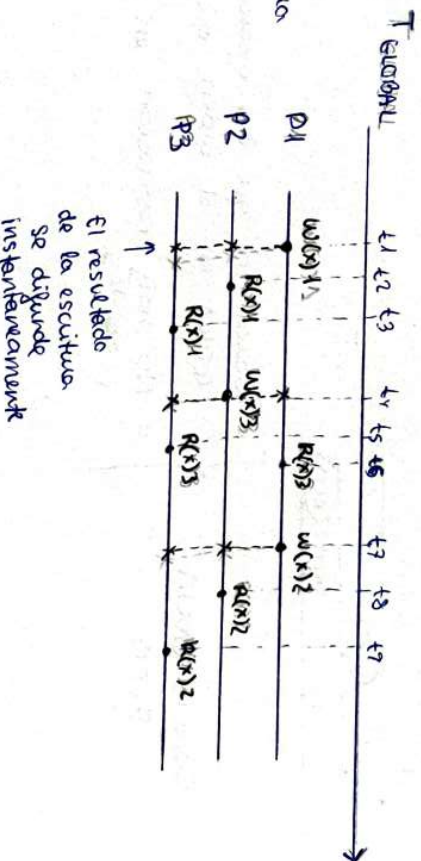 T GLOBAL
t1 t2 t3 t4 t5 t6 t7 t8 t9
P1 W(x)1 R(x)3 W(x)2
P2 R(x)1 W(x)3 R(x)2
P3 R(x)1 R(x)3 R(x)2
El resultado
de la escritura
se difunde
instantáneamente